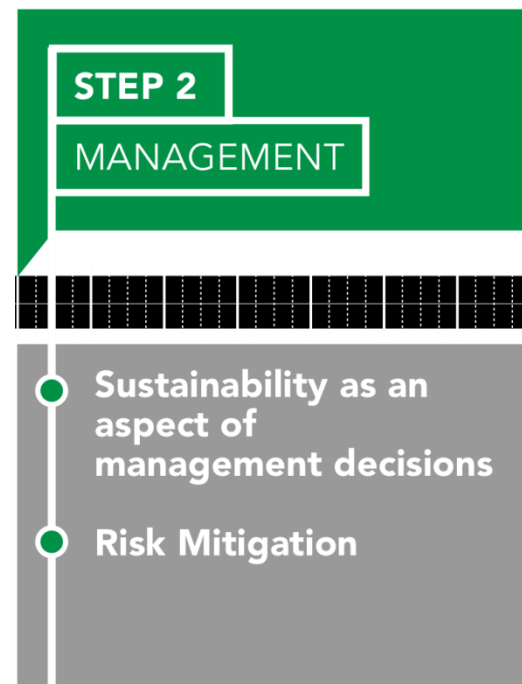 STEP 2
MANAGEMENT
Sustainability as an
aspect of
management decisions
Risk Mitigation